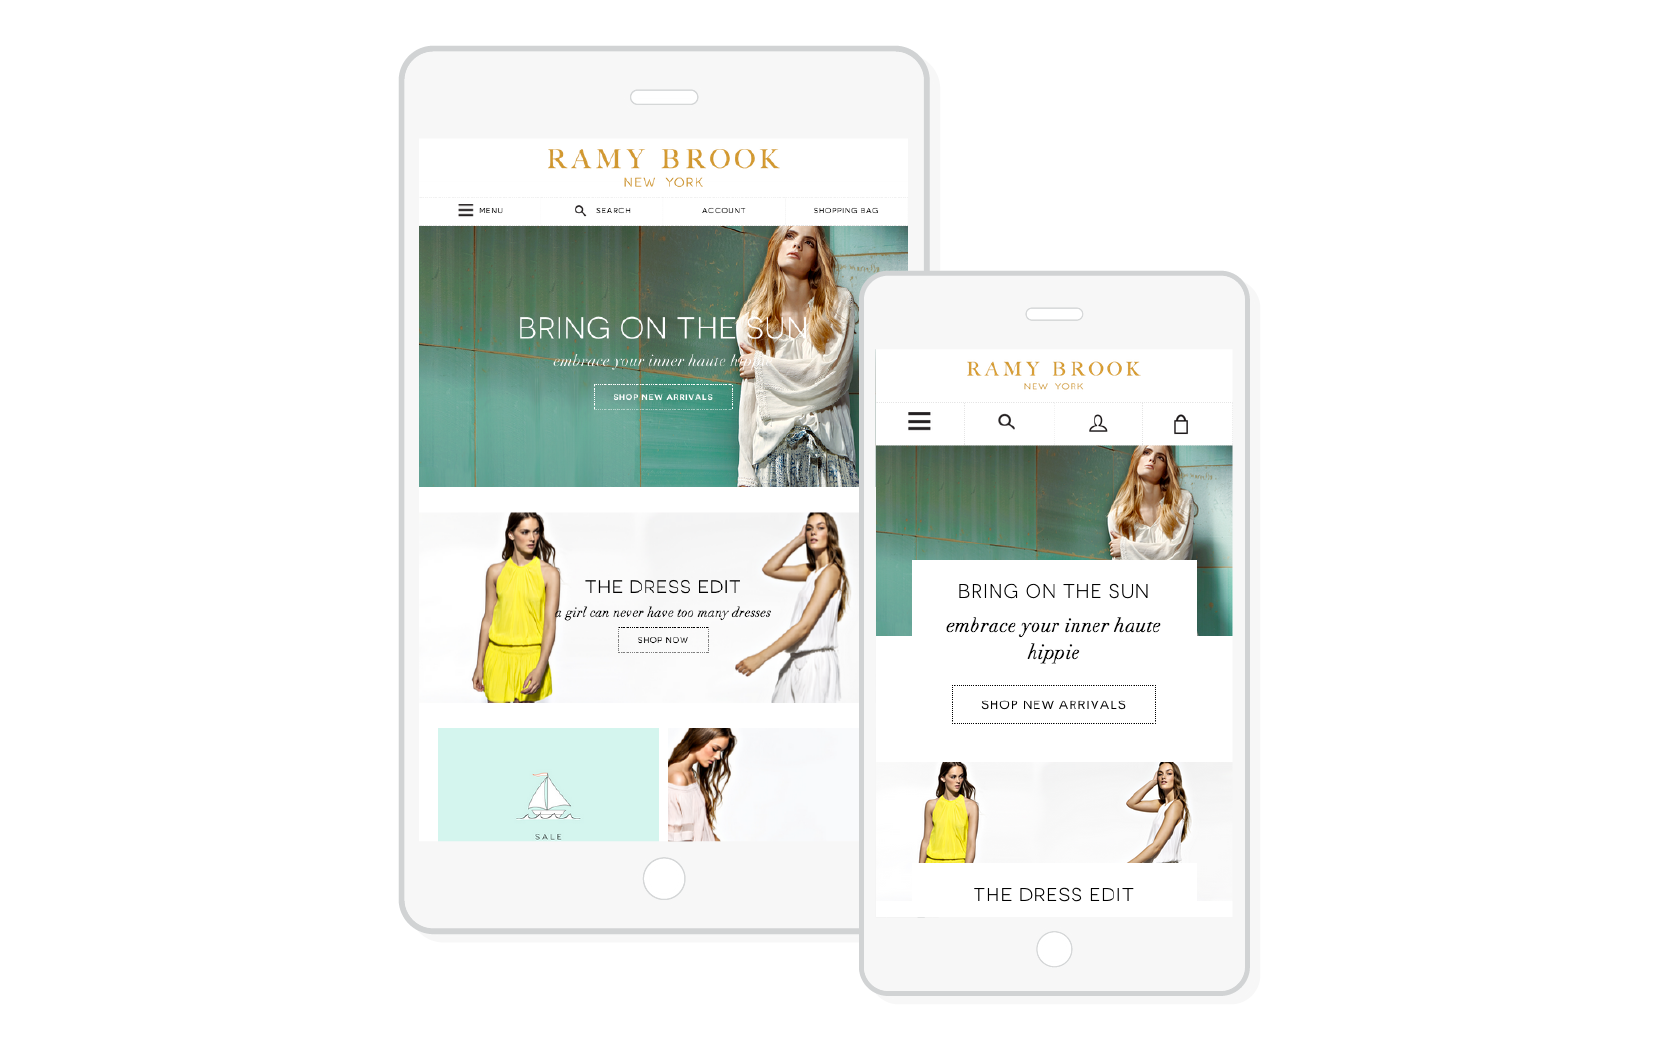 RAMY BROOK
NEW YORK
MENU
SEARCH
ACCOUNT
SHOPPING BAG
BRING ON THE SUN
embrace your inner haute hippie
SHOP NEW ARRIVALS
THE DRESS EDIT
a girl can never have too many dresses
SHOP NOW
SALE
RAMY BROOK
NEW YORK
BRING ON THE SUN
embrace your inner haute
hippie
SHOP NEW ARRIVALS
THE DRESS EDIT